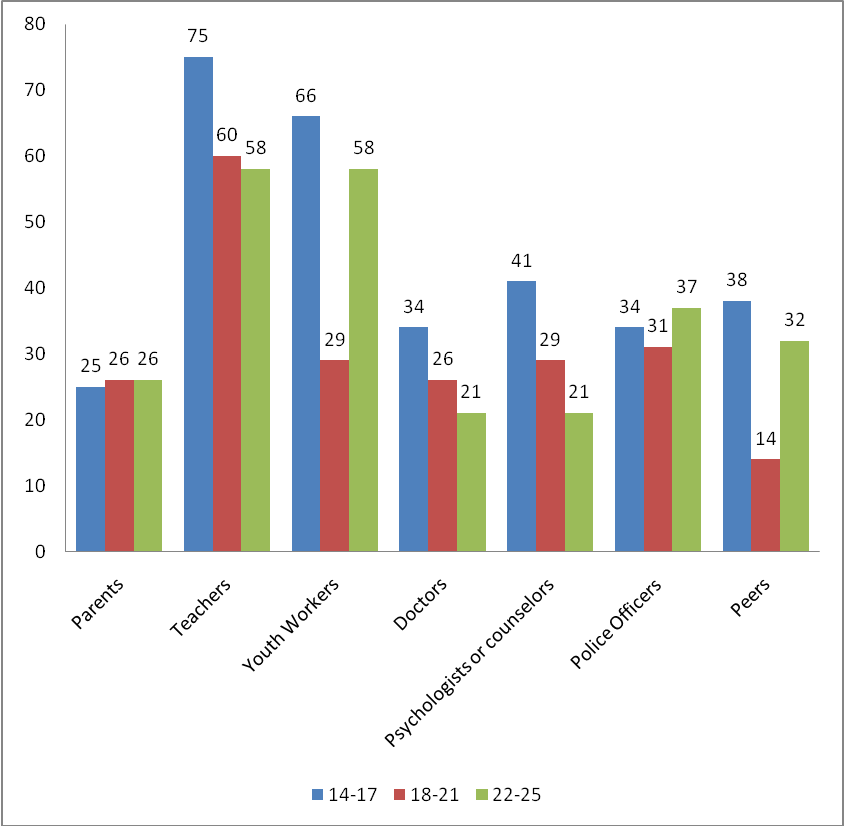 80
70
60
50
40
30
20
10
0
25 26 26
75 60 58
66 29 58
34 26 21
41 29 21
34 31 37
38 14 32
Parents
Teachers
Youth Workers
Doctors
Psychologists or counselors
Police Officers
Peers
14-17 18-21 22-25